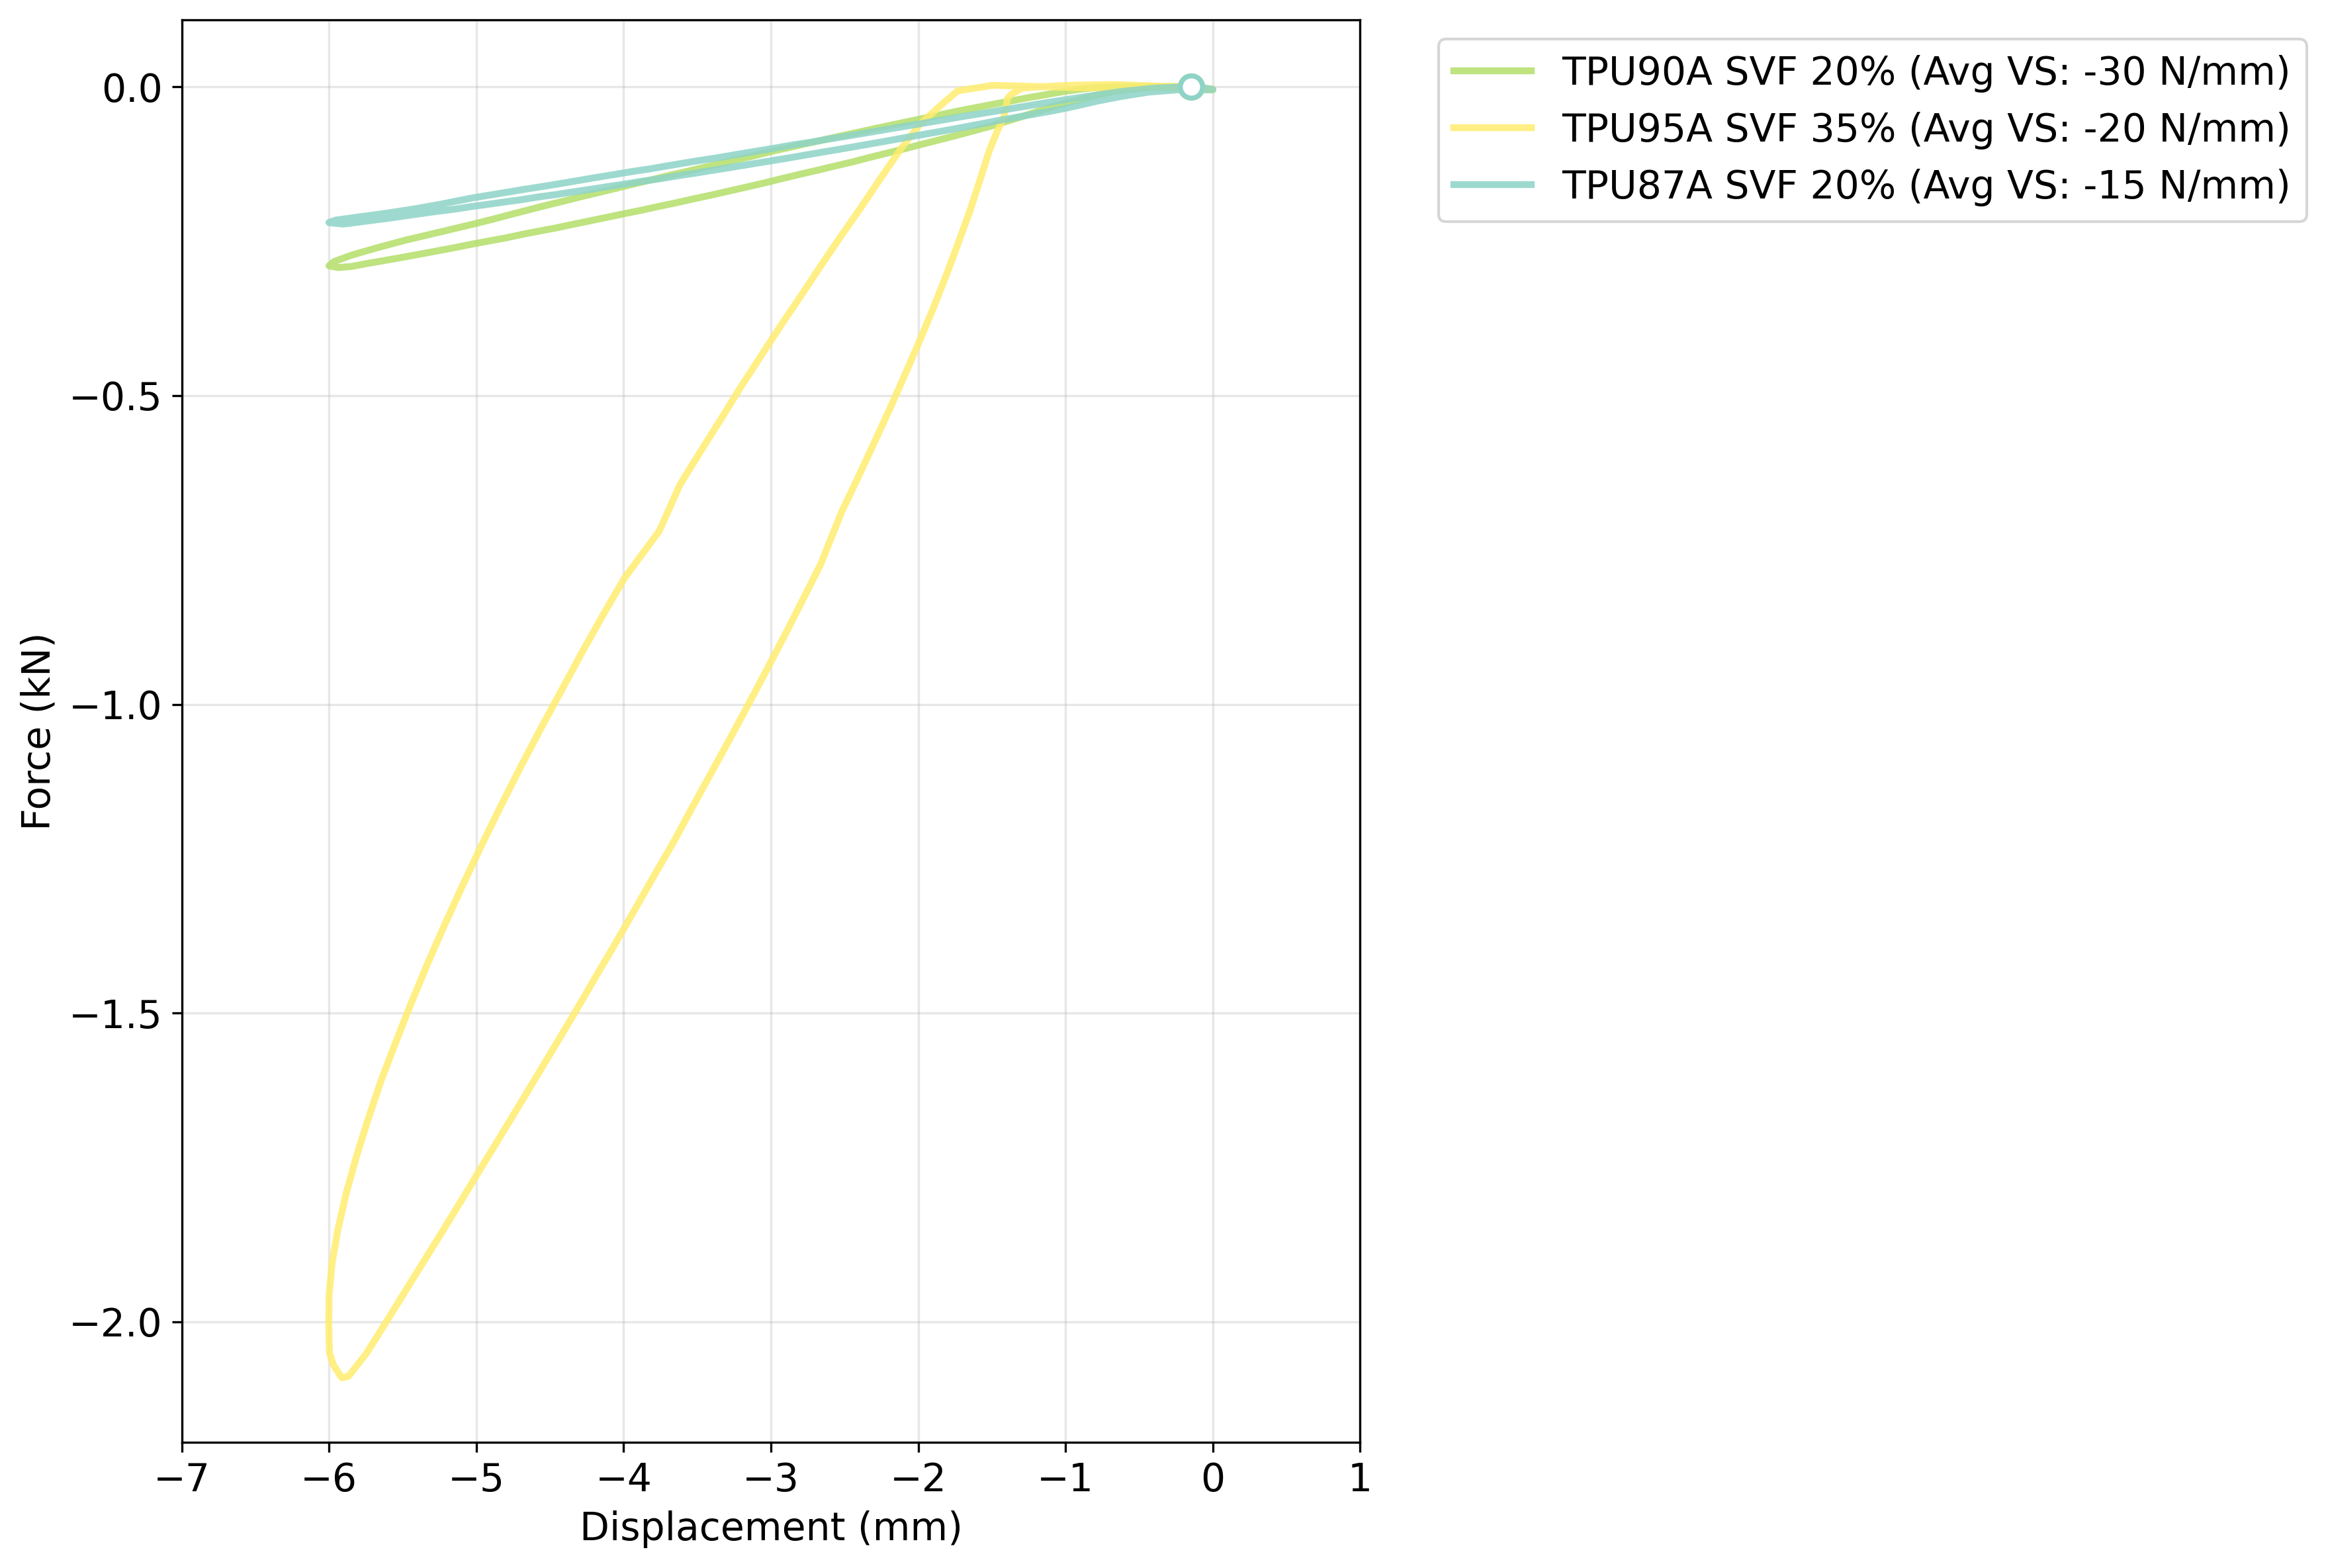 TPU90A SVF 20% (Avg VS: -30 N/mm)
TPU95A SVF 35% (Avg VS: -20 N/mm)
TPU87A SVF 20% (Avg VS: -15 N/mm)
0.0
−0.5
−1.0
−1.5
−2.0
Force (kN)
−7 −6 −5 −4 −3 −2 −1 0 1
Displacement (mm)